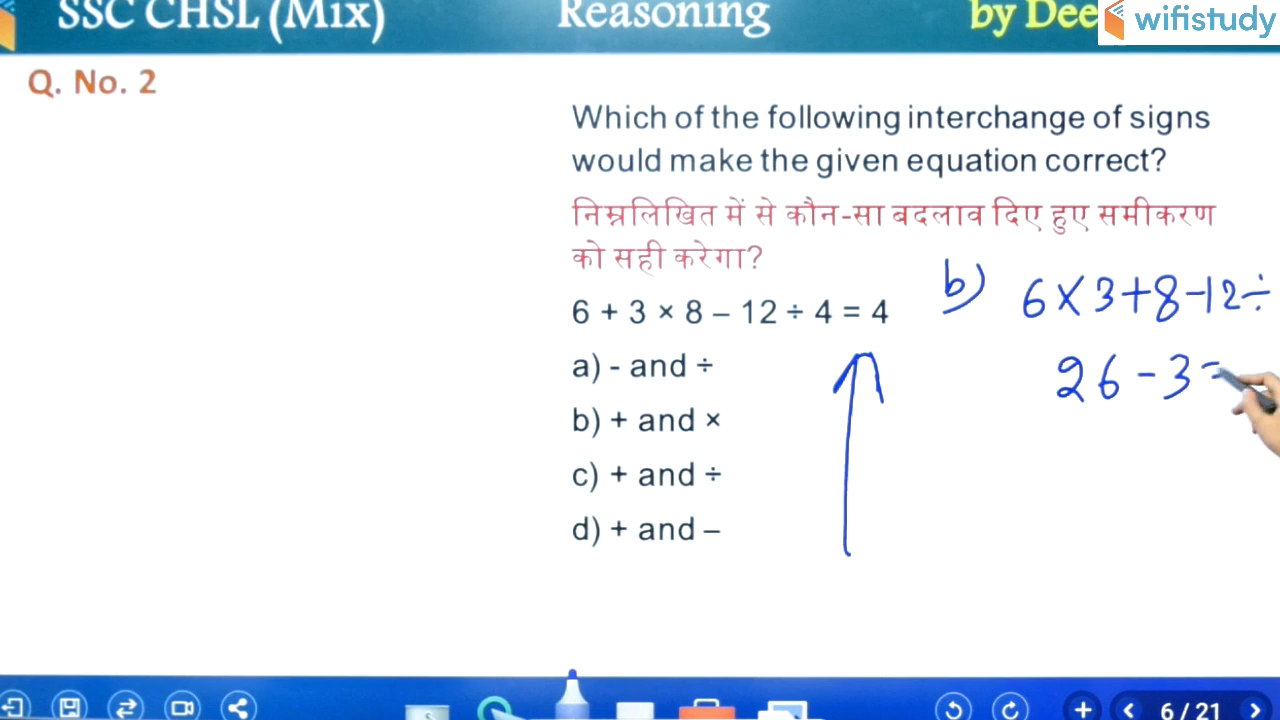 SSC CHSL (Mix) Reasoning by Dee
wifistudy
Q. No. 2
Which of the following interchange of signs
would make the given equation correct?
निम्नलिखित में से कौन-सा बदलाव दिए हुए समीकरण
को सही करेगा?
6 + 3 × 8 – 12 ÷ 4 = 4
a) - and ÷
b) + and ×
c) + and ÷
d) + and –
b) 6 × 3 + 8 - 12 ÷
26 - 3 =
6 / 21